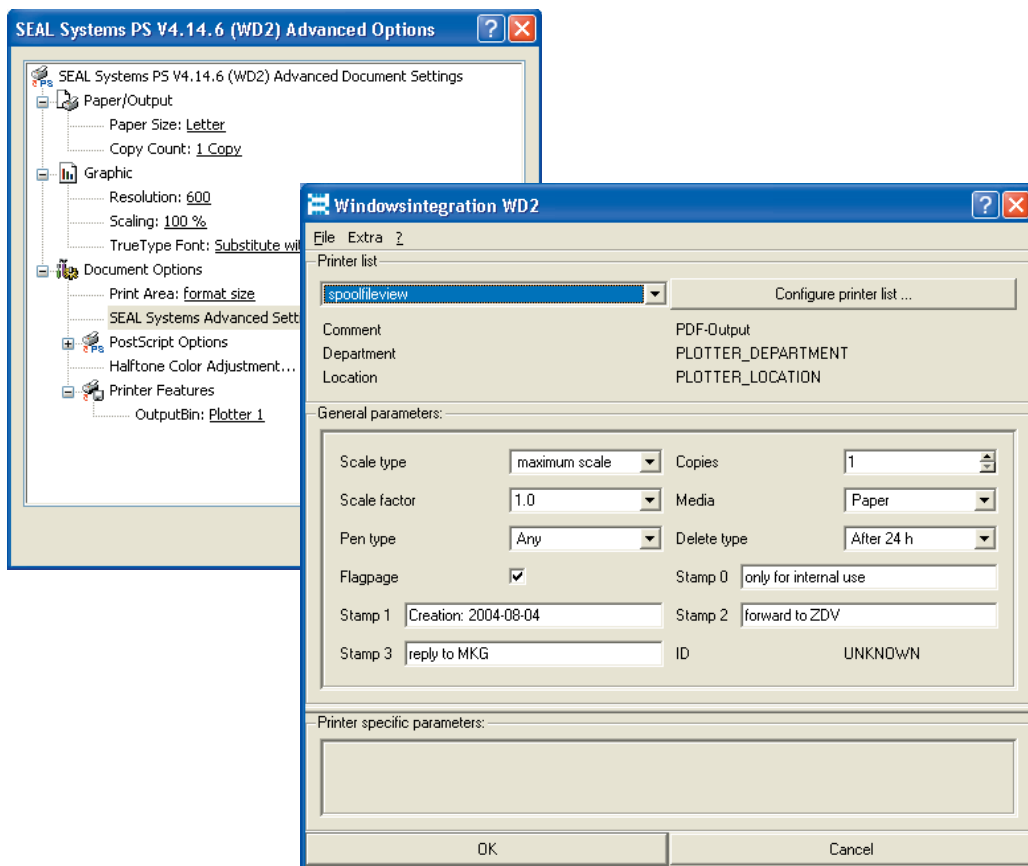 SEAL Systems PS V4.14.6 (WD2) Advanced Options
SEAL Systems PS V4.14.6 (WD2) Advanced Document Settings
Paper/Output
Paper Size: Letter
Copy Count: 1 Copy
Graphic
Resolution: 600
Scaling: 100 %
TrueType Font: Substitute
Document Options
Print Area: format size
SEAL Systems Advanced
PostScript Options
Halftone Color Adjustment...
Printer Features
OutputBin: Plotter 1
Windowsintegration WD2
File Extra ?
Printer list
spoolfileview Configure printer list ...
Comment PDF-Output
Department PLOTTER_DEPARTMENT
Location PLOTTER_LOCATION
General parameters:
Scale type maximum scale Copies 1
Scale factor 1.0 Media Paper
Pen type Any Delete type After 24 h
Flagpage Stamp 0 only for internal use
Stamp 1 Creation: 2004-08-04 Stamp 2 forward to ZDV
Stamp 3 reply to MKG ID UNKNOWN
Printer specific parameters:
OK Cancel